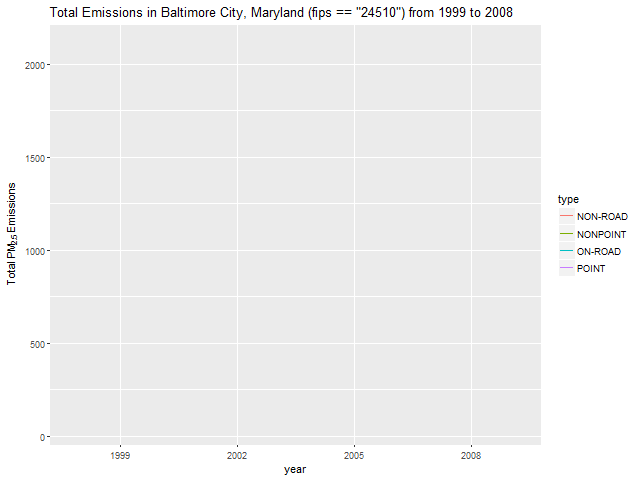 Total Emissions in Baltimore City, Maryland (fips == "24510") from 1999 to 2008
2000
1500
1000
500
0
Total PM2.5 Emissions
1999 2002 2005 2008
year
type
NON-ROAD
NONPOINT
ON-ROAD
POINT